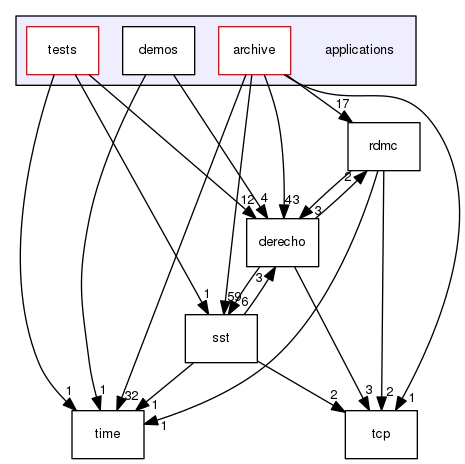 tests demos archive applications
17
rdmc
2
12 4 43 3
derecho
3
1 59 6
sst
1 1 32 1 1 2 3 2 1
time tcp